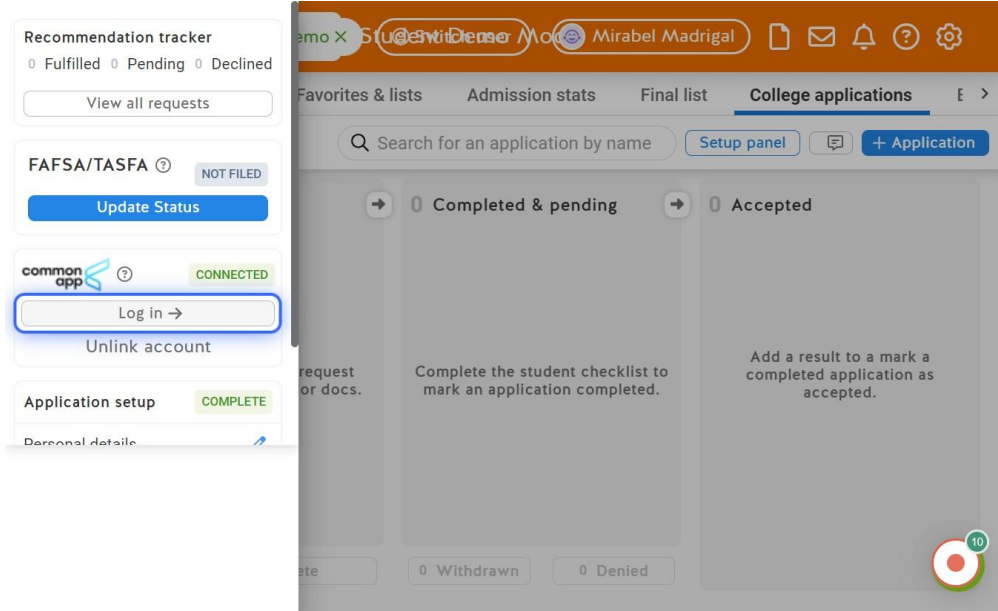 Recommendation tracker
0 Fulfilled 0 Pending 0 Declined
View all requests
FAFSA/TASFA
NOT FILED
Update Status
common app
CONNECTED
Log in →
Unlink account
Application setup COMPLETE
Personal details
Student Demo Mirabel Madrigal
Favorites & lists Admission stats Final list College applications
Search for an application by name Setup panel + Application
0 Completed & pending 0 Accepted
request
or docs.
Complete the student checklist to
mark an application completed.
Add a result to a mark a
completed application as
accepted.
0 Withdrawn 0 Denied
10